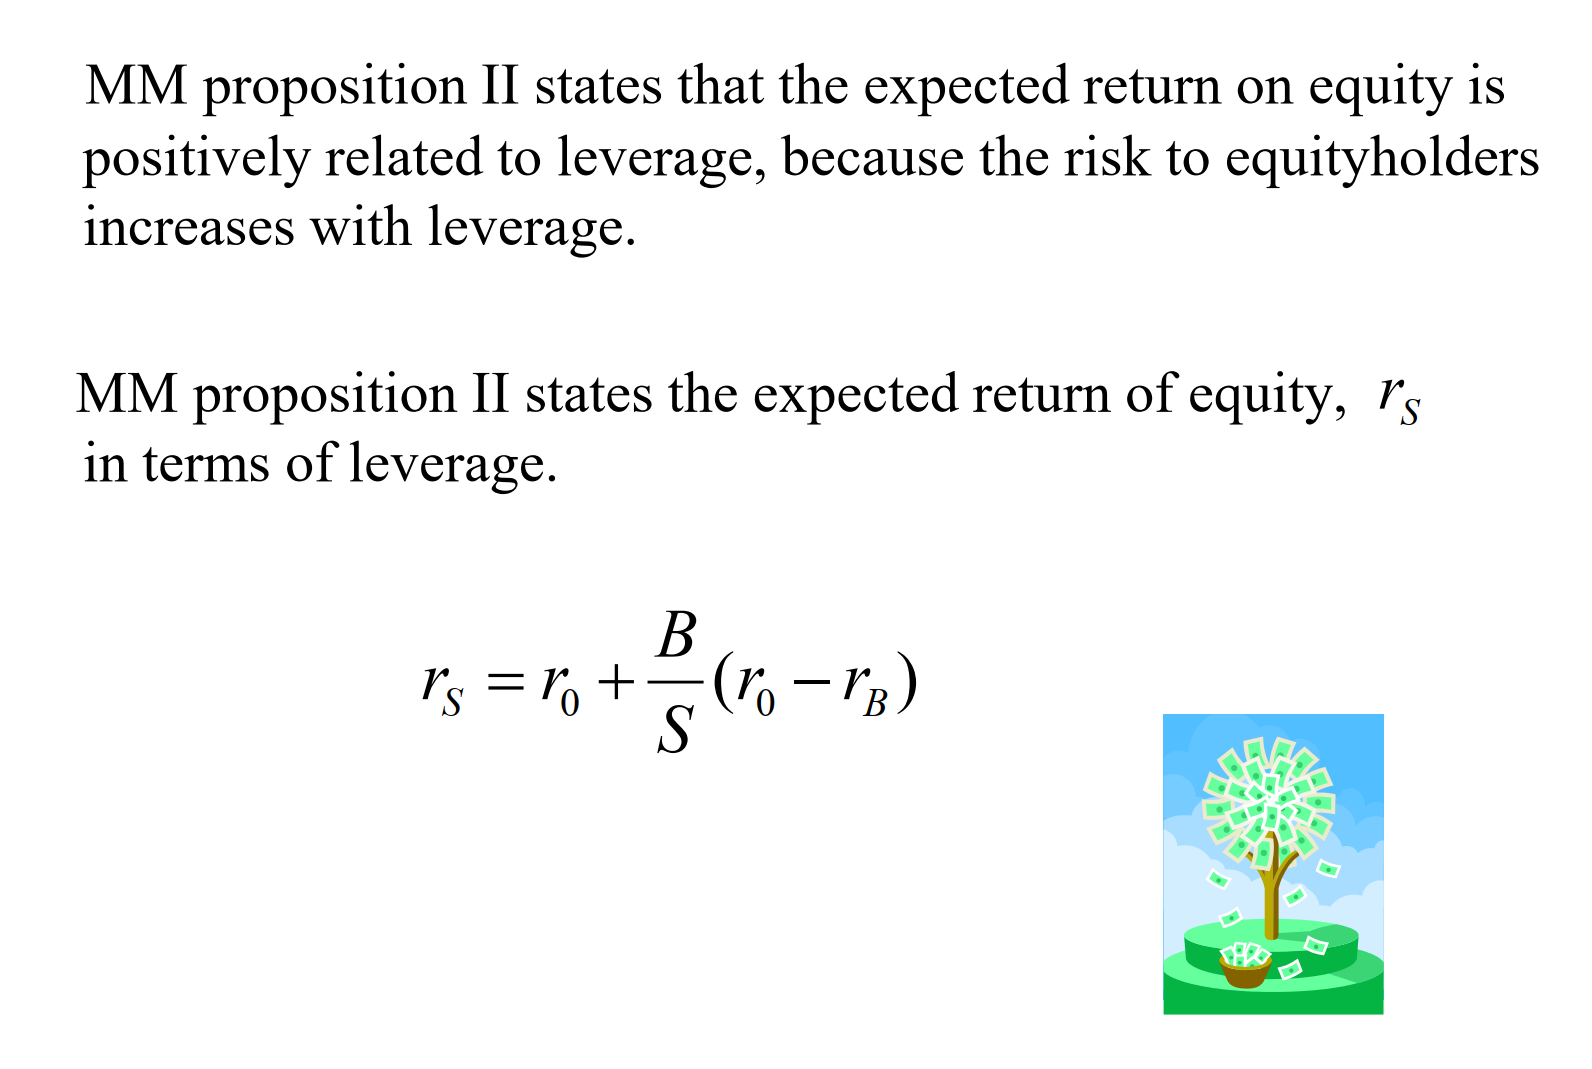 MM proposition II states that the expected return on equity is
positively related to leverage, because the risk to equityholders
increases with leverage.
MM proposition II states the expected return of equity, r_S
in terms of leverage.
r_S = r_0 + \frac{B}{S}(r_0 − r_B)